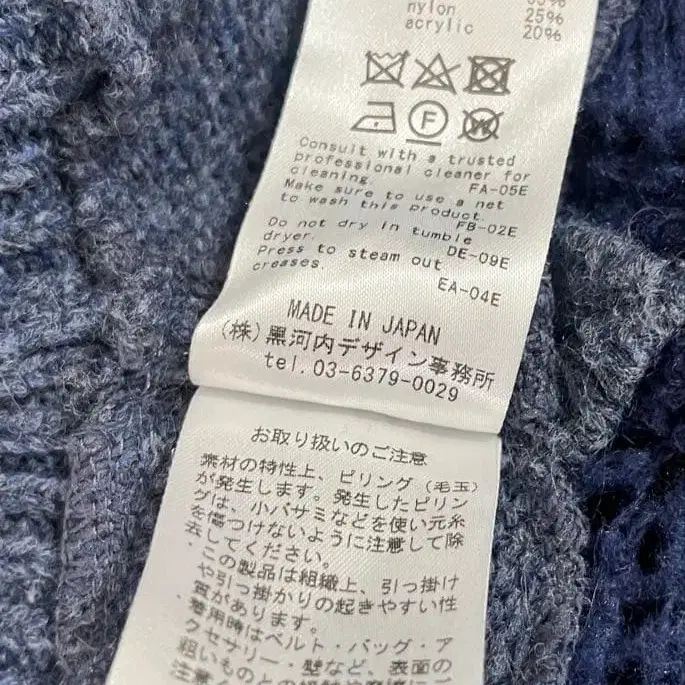 nylon 25%
acrylic 20%
F
W
Consult with a trusted
professional cleaner for
cleaning. FA-05E
Make sure to use a net
to wash this product.
FB-02E
Do not dry in tumble
dryer. DE-09E
Press to steam out
creases. EA-04E
MADE IN JAPAN
(株)黒河内デザイン事務所
tel. 03-6379-0029
お取り扱いのご注意
素材の特性上、ピリング(毛玉)
が発生します。発生したピリン
グは、小バサミなどを使い元糸
を傷つけないように注意して除
去してください。
・この製品は組織上、引っ掛け
や引っ掛かりの起きやすい性
質があります。
・着用時はベルト・バッグ・ア
クセサリー・壁など、表面の
粗いものとの